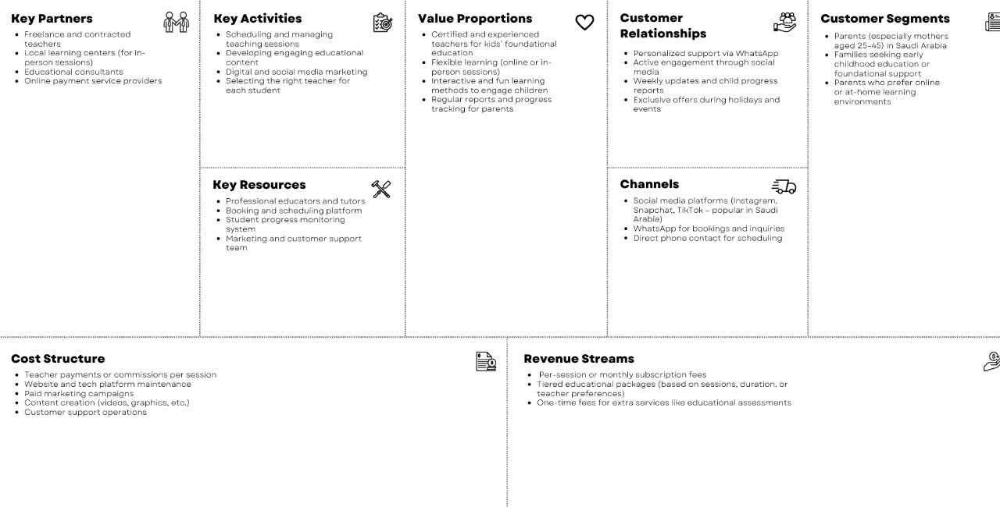 Key Partners
Freelance and contracted
teachers
Local learning centers (for in-
person sessions)
Educational consultants
Online payment service providers
Key Activities
Scheduling and managing
teaching sessions
Developing engaging educational
content
Digital and social media marketing
Selecting the right teacher for
each student
Key Resources
Professional educators and tutors
Booking and scheduling platform
Student progress monitoring
system
Marketing and customer support
team
Value Proportions
Certified and experienced
teachers for kids' foundational
education
Flexible learning (online or in-
person sessions)
Interactive and fun learning
methods to engage children
Regular reports and progress
tracking for parents
Customer
Relationships
Personalized support via WhatsApp
Active engagement through social
media
Weekly updates and child progress
reports
Exclusive offers during holidays and
events
Channels
Social media platforms (Instagram,
Snapchat, TikTok – popular in Saudi
Arabia)
WhatsApp for bookings and inquiries
Direct phone contact for scheduling
Customer Segments
Parents (especially mothers
aged 25–45) in Saudi Arabia
Families seeking early
childhood education or
foundational support
Parents who prefer online
or at-home learning
environments
Cost Structure
Teacher payments or commissions per session
Website and tech platform maintenance
Paid marketing campaigns
Content creation (videos, graphics, etc.)
Customer support operations
Revenue Streams
Per-session or monthly subscription fees
Tiered educational packages (based on sessions, duration, or
teacher preferences)
One-time fees for extra services like educational assessments